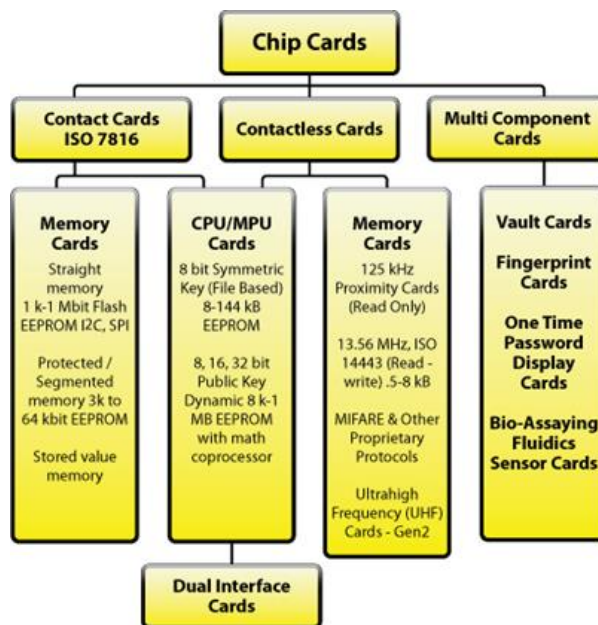 Chip Cards
Contact Cards
ISO 7816
Contactless Cards
Multi Component
Cards
Memory
Cards
Straight
memory
1 k-1 Mbit Flash
EEPROM I²C, SPI
Protected /
Segmented
memory 3k to
64 kbit EEPROM
Stored value
memory
CPU/MPU
Cards
8 bit Symmetric
Key (File Based)
8-144 kB
EEPROM
8, 16, 32 bit
Public Key
Dynamic 8 k-1
MB EEPROM
with math
coprocessor
Memory
Cards
125 kHz
Proximity Cards
(Read Only)
13.56 MHz, ISO
14443 (Read -
write) .5-8 kB
MIFARE & Other
Proprietary
Protocols
Ultrahigh
Frequency (UHF)
Cards - Gen2
Vault Cards
Fingerprint
Cards
One Time
Password
Display
Cards
Bio-Assaying
Fluidics
Sensor Cards
Dual Interface
Cards